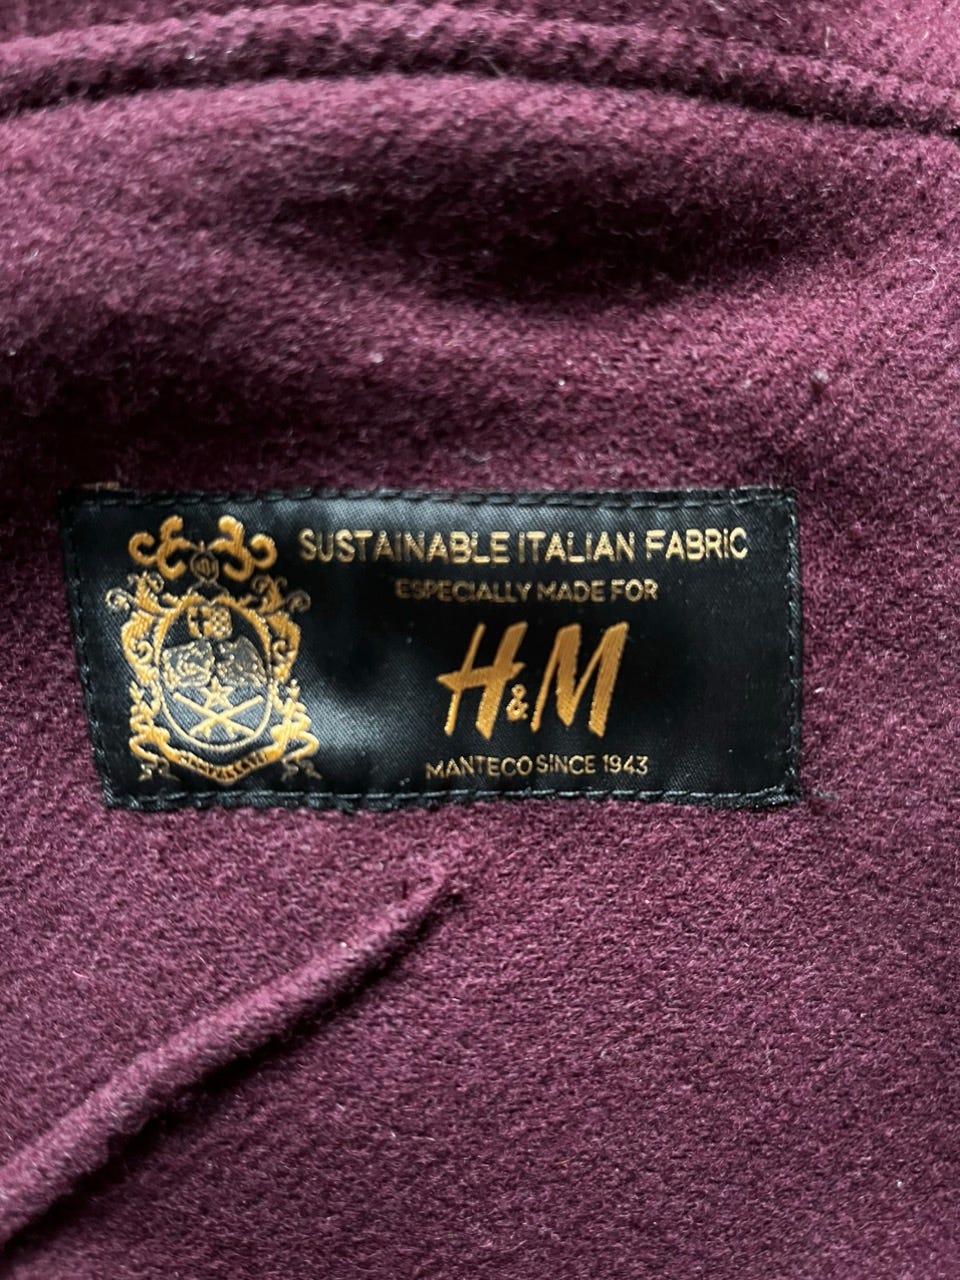 SUSTAINABLE ITALIAN FABRIC
ESPECIALLY MADE FOR
H&M
MANTECO SINCE 1943